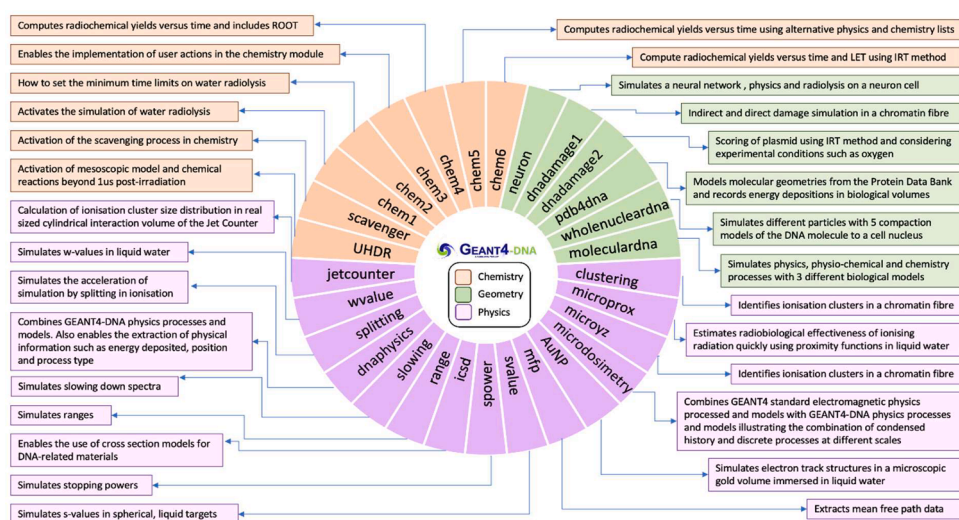 Computes radiochemical yields versus time and includes ROOT
Enables the implementation of user actions in the chemistry module
How to set the minimum time limits on water radiolysis
Activates the simulation of water radiolysis
Activation of the scavenging process in chemistry
Activation of mesoscopic model and chemical
reactions beyond 1us post-irradiation
Calculation of ionisation cluster size distribution in real
sized cylindrical interaction volume of the Jet Counter
Simulates w-values in liquid water
Simulates the acceleration of
simulation by splitting in ionisation
Combines GEANT4-DNA physics processes and
models. Also enables the extraction of physical
information such as energy deposited, position
and process type
Simulates slowing down spectra
Simulates ranges
Enables the use of cross section models for
DNA-related materials
Simulates stopping powers
Simulates s-values in spherical, liquid targets
chem6
chem5
chem4
chem3
chem2
chem1
scavenger
UHDR
jetcounter
wvalue
splitting
dnaphysics
slowing
range
icsd
spower
svalue
mfp
AuNP
microdosimetry
microyz
microprox
clustering
moleculardna
wholenucleardna
pdb4dna
dnadamage2
dnadamage1
neuron
GEANT4-DNA
Chemistry
Geometry
Physics
Computes radiochemical yields versus time using alternative physics and chemistry lists
Compute radiochemical yields versus time and LET using IRT method
Simulates a neural network , physics and radiolysis on a neuron cell
Indirect and direct damage simulation in a chromatin fibre
Scoring of plasmid using IRT method and considering
experimental conditions such as oxygen
Models molecular geometries from the Protein Data Bank
and records energy depositions in biological volumes
Simulates different particles with 5 compaction
models of the DNA molecule to a cell nucleus
Simulates physics, physio-chemical and chemistry
processes with 3 different biological models
Identifies ionisation clusters in a chromatin fibre
Estimates radiobiological effectiveness of ionising
radiation quickly using proximity functions in liquid water
Identifies ionisation clusters in a chromatin fibre
Combines GEANT4 standard electromagnetic physics
processed and models with GEANT4-DNA physics processes
and models illustrating the combination of condensed
history and discrete processes at different scales
Simulates electron track structures in a microscopic
gold volume immersed in liquid water
Extracts mean free path data